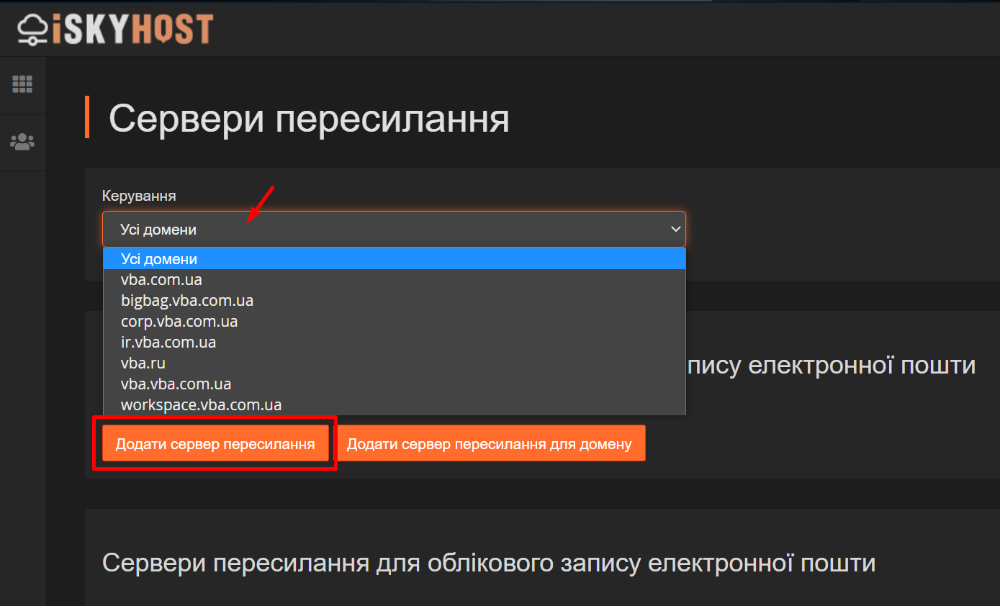 iSKYHOST
Сервери пересилання
Керування
Усі домени
Усі домени
vba.com.ua
bigbag.vba.com.ua
corp.vba.com.ua
ir.vba.com.ua
vba.ru
vba.vba.com.ua
workspace.vba.com.ua
пису електронної пошти
Додати сервер пересилання
Додати сервер пересилання для домену
Сервери пересилання для облікового запису електронної пошти